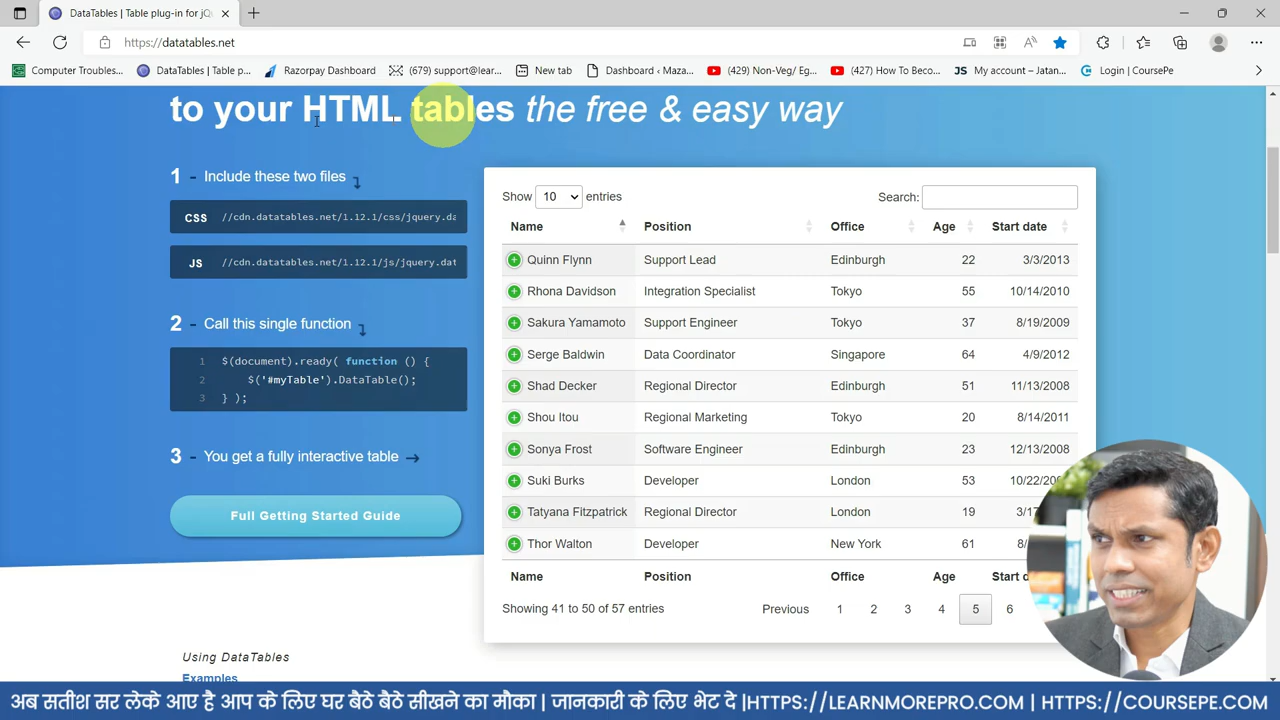 DataTables | Table plug-in for jQ
https://datatables.net
Computer Troubles...
DataTables | Table p...
Razorpay Dashboard
(679) support@lear...
New tab
Dashboard ‹ Maza...
(429) Non-Veg/ Eg...
(427) How To Beco...
JS My account – Jatan...
Login | CoursePe
to your HTML tables the free & easy way
1 - Include these two files
CSS //cdn.datatables.net/1.12.1/css/jquery.da
JS //cdn.datatables.net/1.12.1/js/jquery.dat
2 - Call this single function
1 $(document).ready( function () {
2 $('#myTable').DataTable();
3 } );
3 - You get a fully interactive table
Full Getting Started Guide
Show 10 entries Search:
Name Position Office Age Start date
Quinn Flynn Support Lead Edinburgh 22 3/3/2013
Rhona Davidson Integration Specialist Tokyo 55 10/14/2010
Sakura Yamamoto Support Engineer Tokyo 37 8/19/2009
Serge Baldwin Data Coordinator Singapore 64 4/9/2012
Shad Decker Regional Director Edinburgh 51 11/13/2008
Shou Itou Regional Marketing Tokyo 20 8/14/2011
Sonya Frost Software Engineer Edinburgh 23 12/13/2008
Suki Burks Developer London 53 10/22/20
Tatyana Fitzpatrick Regional Director London 19 3/17
Thor Walton Developer New York 61 8/
Name Position Office Age Start d
Showing 41 to 50 of 57 entries Previous 1 2 3 4 5 6
Using DataTables
Examples
अब सतीश सर लेके आए है आप के लिए घर बैठे बैठे सीखने का मौका | जानकारी के लिए भेट दे |HTTPS://LEARNMOREPRO.COM | HTTPS://COURSEPE.COM